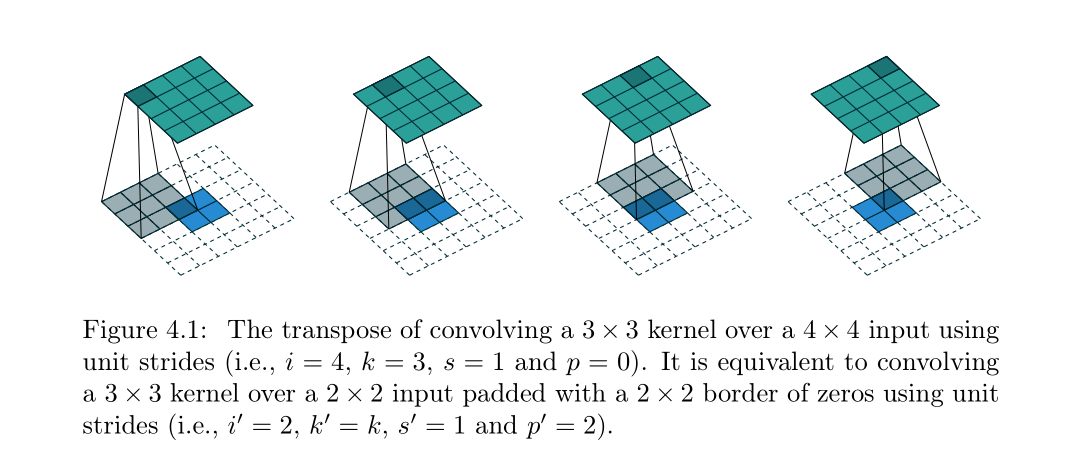 Figure 4.1: The transpose of convolving a 3 × 3 kernel over a 4 × 4 input using
unit strides (i.e., i = 4, k = 3, s = 1 and p = 0). It is equivalent to convolving
a 3 × 3 kernel over a 2 × 2 input padded with a 2 × 2 border of zeros using unit
strides (i.e., i′ = 2, k′ = k, s′ = 1 and p′ = 2).